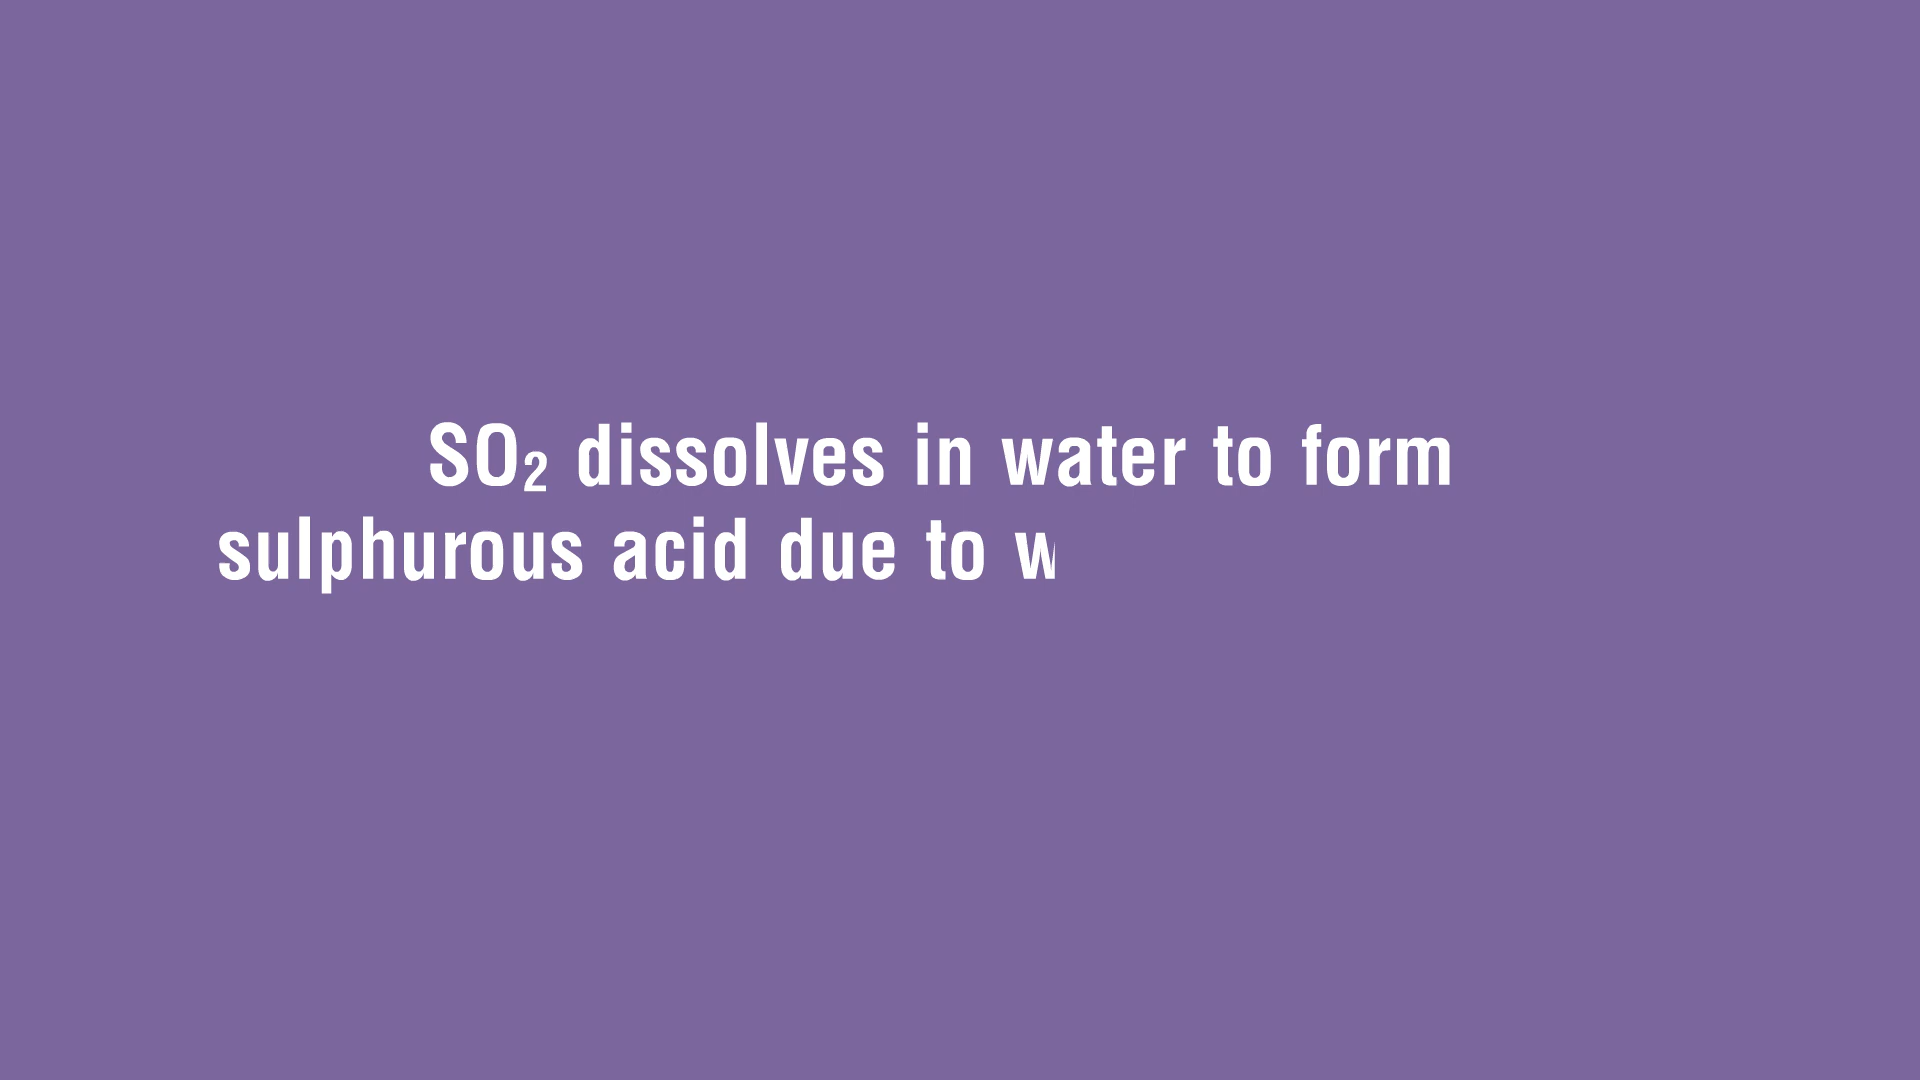 SO₂ dissolves in water to form
sulphurous acid due to